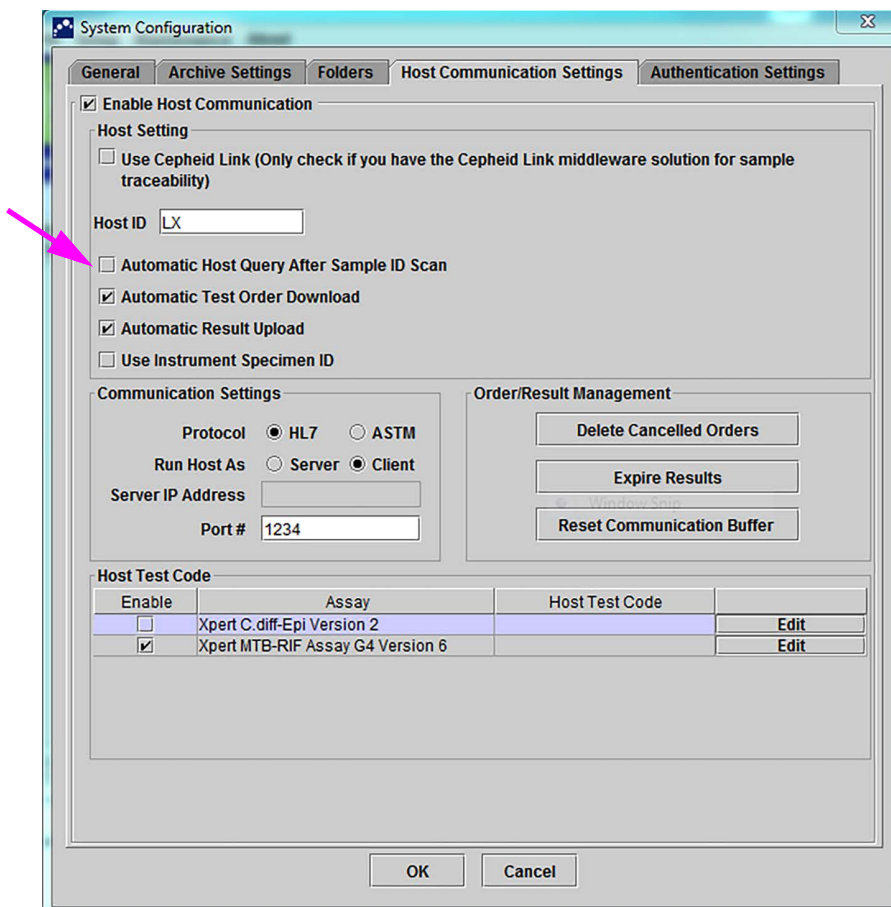 System Configuration
General Archive Settings Folders Host Communication Settings Authentication Settings
Enable Host Communication
Host Setting
Use Cepheid Link (Only check if you have the Cepheid Link middleware solution for sample
traceability)
Host ID LX
Automatic Host Query After Sample ID Scan
Automatic Test Order Download
Automatic Result Upload
Use Instrument Specimen ID
Communication Settings
Protocol HL7 ASTM
Run Host As Server Client
Server IP Address
Port # 1234
Order/Result Management
Delete Cancelled Orders
Expire Results
Window Snip
Reset Communication Buffer
Host Test Code
Enable Assay Host Test Code
Xpert C.diff-Epi Version 2 Edit
Xpert MTB-RIF Assay G4 Version 6 Edit
OK Cancel